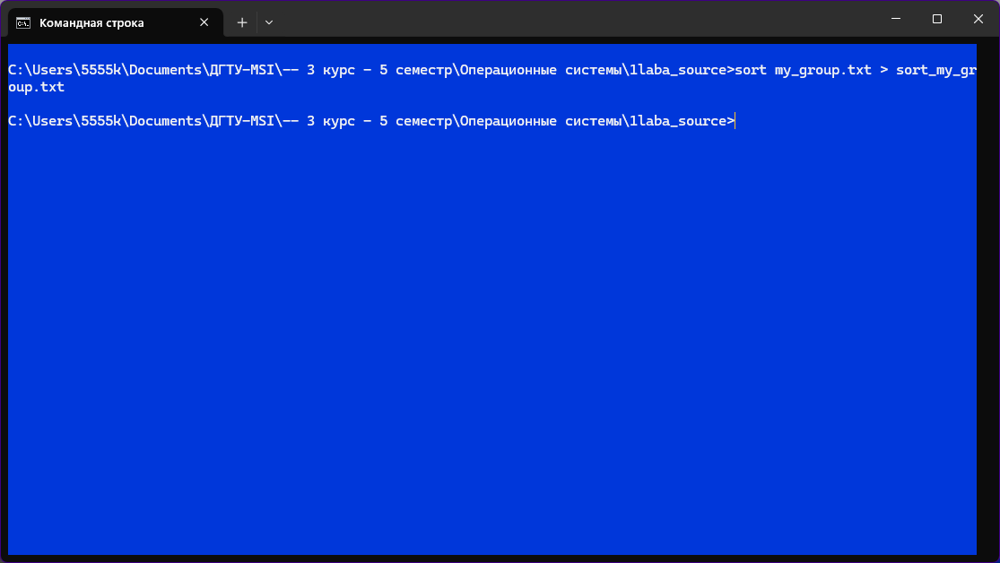 Командная строка
C:\Users\5555k\Documents\ДГТУ-MSI\-- 3 курс - 5 семестр\Операционные системы\1laba_source>sort my_group.txt > sort_my_gr
oup.txt
C:\Users\5555k\Documents\ДГТУ-MSI\-- 3 курс - 5 семестр\Операционные системы\1laba_source>